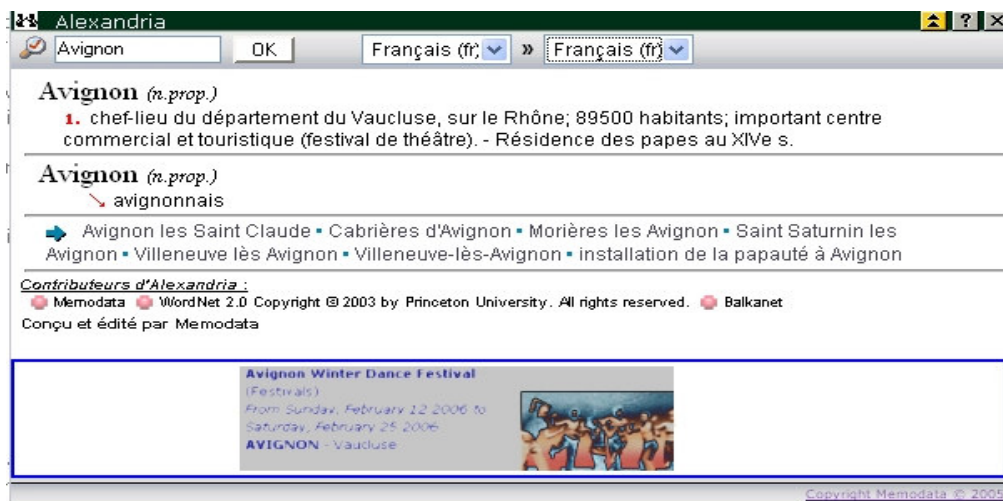 Alexandria
Avignon OK Français (fr) » Français (fr)
Avignon (n.prop.)
1. chef-lieu du département du Vaucluse, sur le Rhône; 89500 habitants; important centre
commercial et touristique (festival de théâtre). - Résidence des papes au XIVe s.
Avignon (n.prop.)
avignonnais
Avignon les Saint Claude ▪ Cabrières d'Avignon ▪ Morières les Avignon ▪ Saint Saturnin les
Avignon ▪ Villeneuve lès Avignon ▪ Villeneuve-lès-Avignon ▪ installation de la papauté à Avignon
Contributeurs d'Alexandria :
Memodata WordNet 2.0 Copyright © 2003 by Princeton University. All rights reserved. Balkanet
Conçu et édité par Memodata
Avignon Winter Dance Festival
(Festivals)
From Sunday, February 12 2006 to
Saturday, February 25 2006
AVIGNON - Vaucluse
Copyright Memodata © 2005